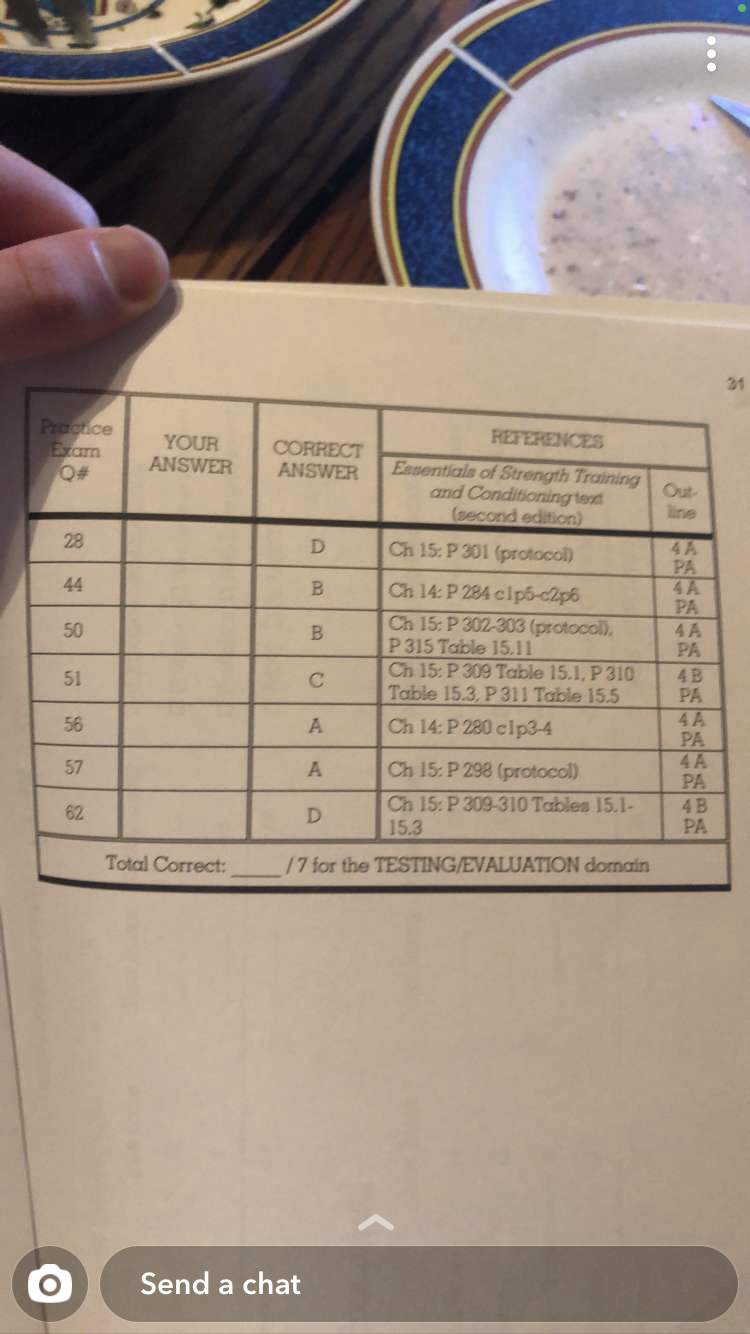 31
Practice Exam Q# YOUR ANSWER CORRECT ANSWER REFERENCES
Essentials of Strength Training and Conditioning text (second edition) Out- line
28 D Ch 15: P 301 (protocol) 4 A PA
44 B Ch 14: P 284 c1p5-c2p6 4 A PA
50 B Ch 15: P 302-303 (protocol), P 315 Table 15.11 4 A PA
51 C Ch 15: P 309 Table 15.1, P 310 Table 15.3, P 311 Table 15.5 4 B PA
56 A Ch 14: P 280 c1p3-4 4 A PA
57 A Ch 15: P 298 (protocol) 4 A PA
62 D Ch 15: P 309-310 Tables 15.1- 15.3 4 B PA
Total Correct: _____ / 7 for the TESTING/EVALUATION domain
Send a chat